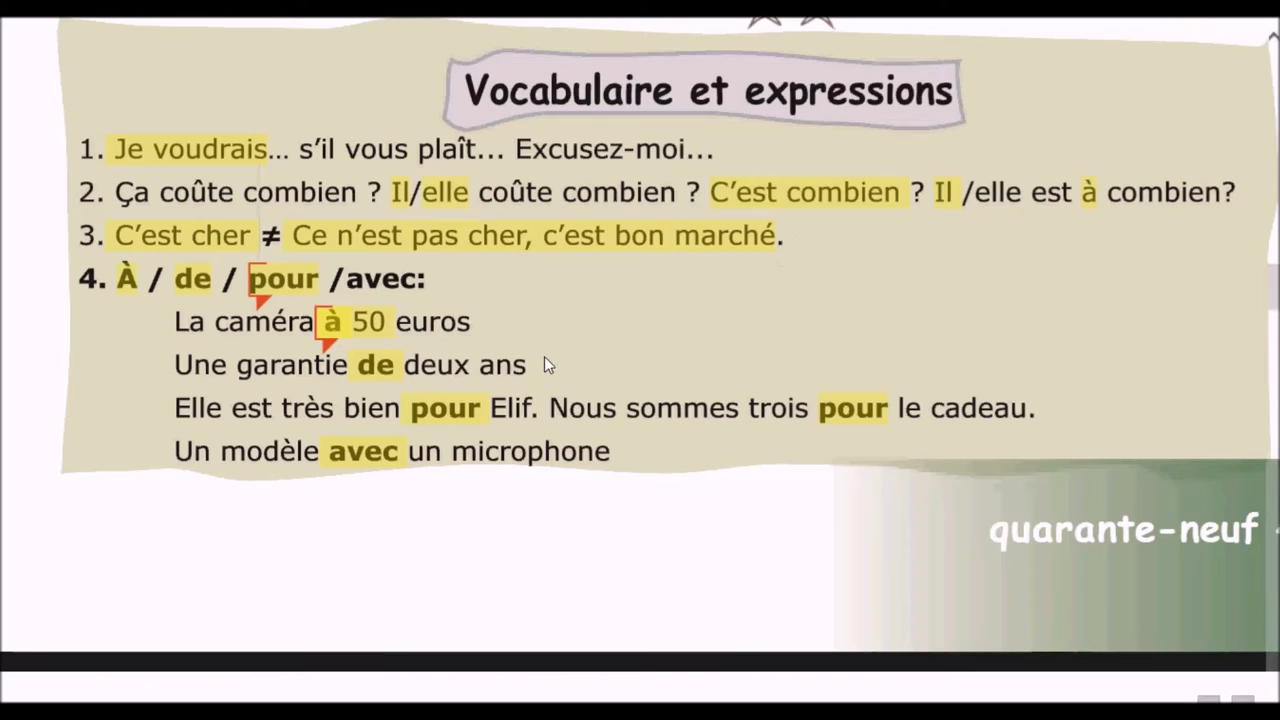 Vocabulaire et expressions
1. Je voudrais... s'il vous plaît... Excusez-moi...
2. Ça coûte combien ? Il/elle coûte combien ? C'est combien ? Il /elle est à combien?
3. C'est cher ≠ Ce n'est pas cher, c'est bon marché.
4. À / de / pour /avec:
La caméra à 50 euros
Une garantie de deux ans
Elle est très bien pour Elif. Nous sommes trois pour le cadeau.
Un modèle avec un microphone
quarante-neuf